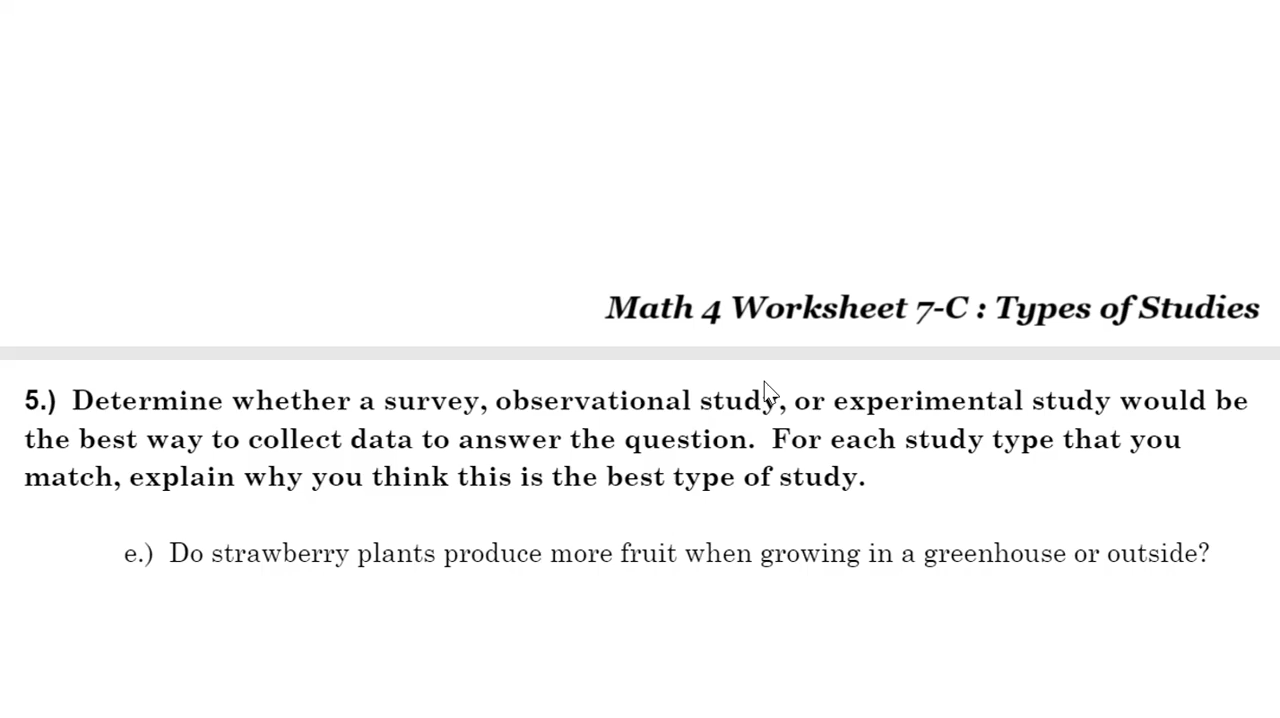 Math 4 Worksheet 7-C : Types of Studies
5.) Determine whether a survey, observational study, or experimental study would be
the best way to collect data to answer the question. For each study type that you
match, explain why you think this is the best type of study.
e.) Do strawberry plants produce more fruit when growing in a greenhouse or outside?